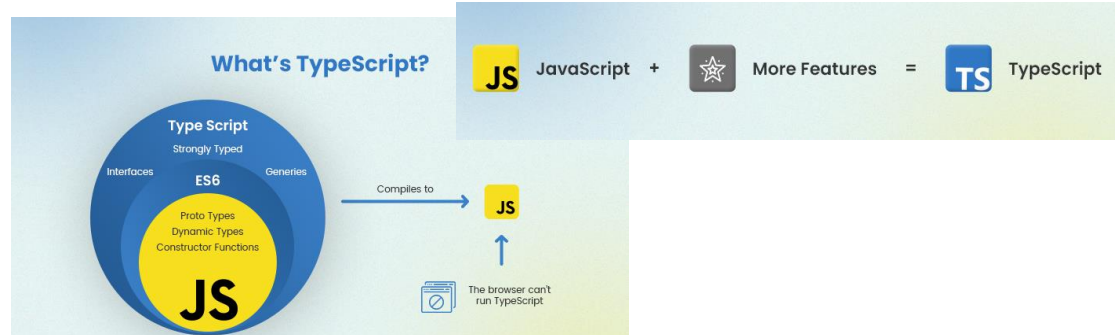 What's TypeScript?
Type Script
Strongly Typed
Interfaces
Generies
ES6
Proto Types
Dynamic Types
Constructor Functions
JS
Compiles to
JS
The browser can't
run TypeScript
JS JavaScript + More Features = TS TypeScript